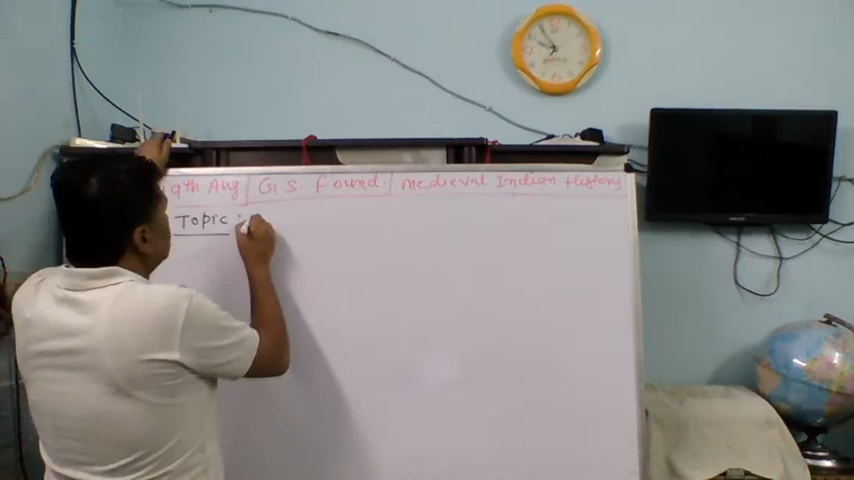 9th Aug | G S. Found. | medieval Indian History
Topic :